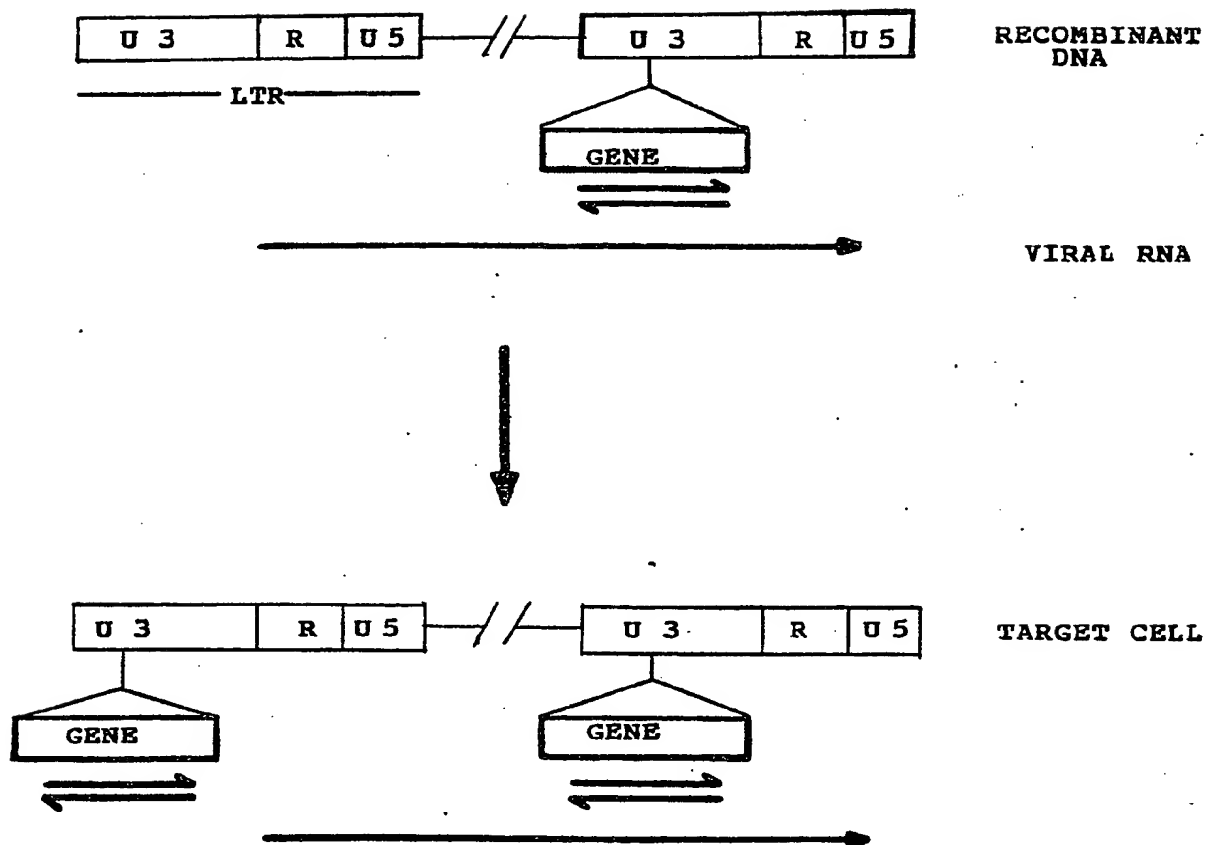 U 3 R U 5 U 3 R U 5 RECOMBINANT
DNA
LTR
GENE
VIRAL RNA
U 3 R U 5 U 3 R U 5 TARGET CELL
GENE GENE